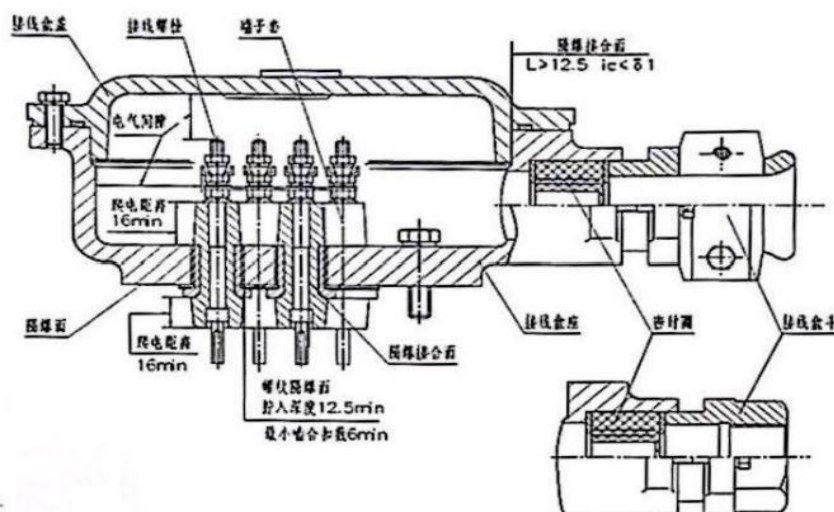 接线盒盖
接线螺栓
端子套
隔爆接合面
L≥12.5 ic<δ1
电气间隙
爬电距离
16min
隔爆面
爬电距离
16min
螺纹隔爆面
拧入深度12.5min
最小啮合扣数6min
隔爆接合面
接线盒座
密封圈
接线盒